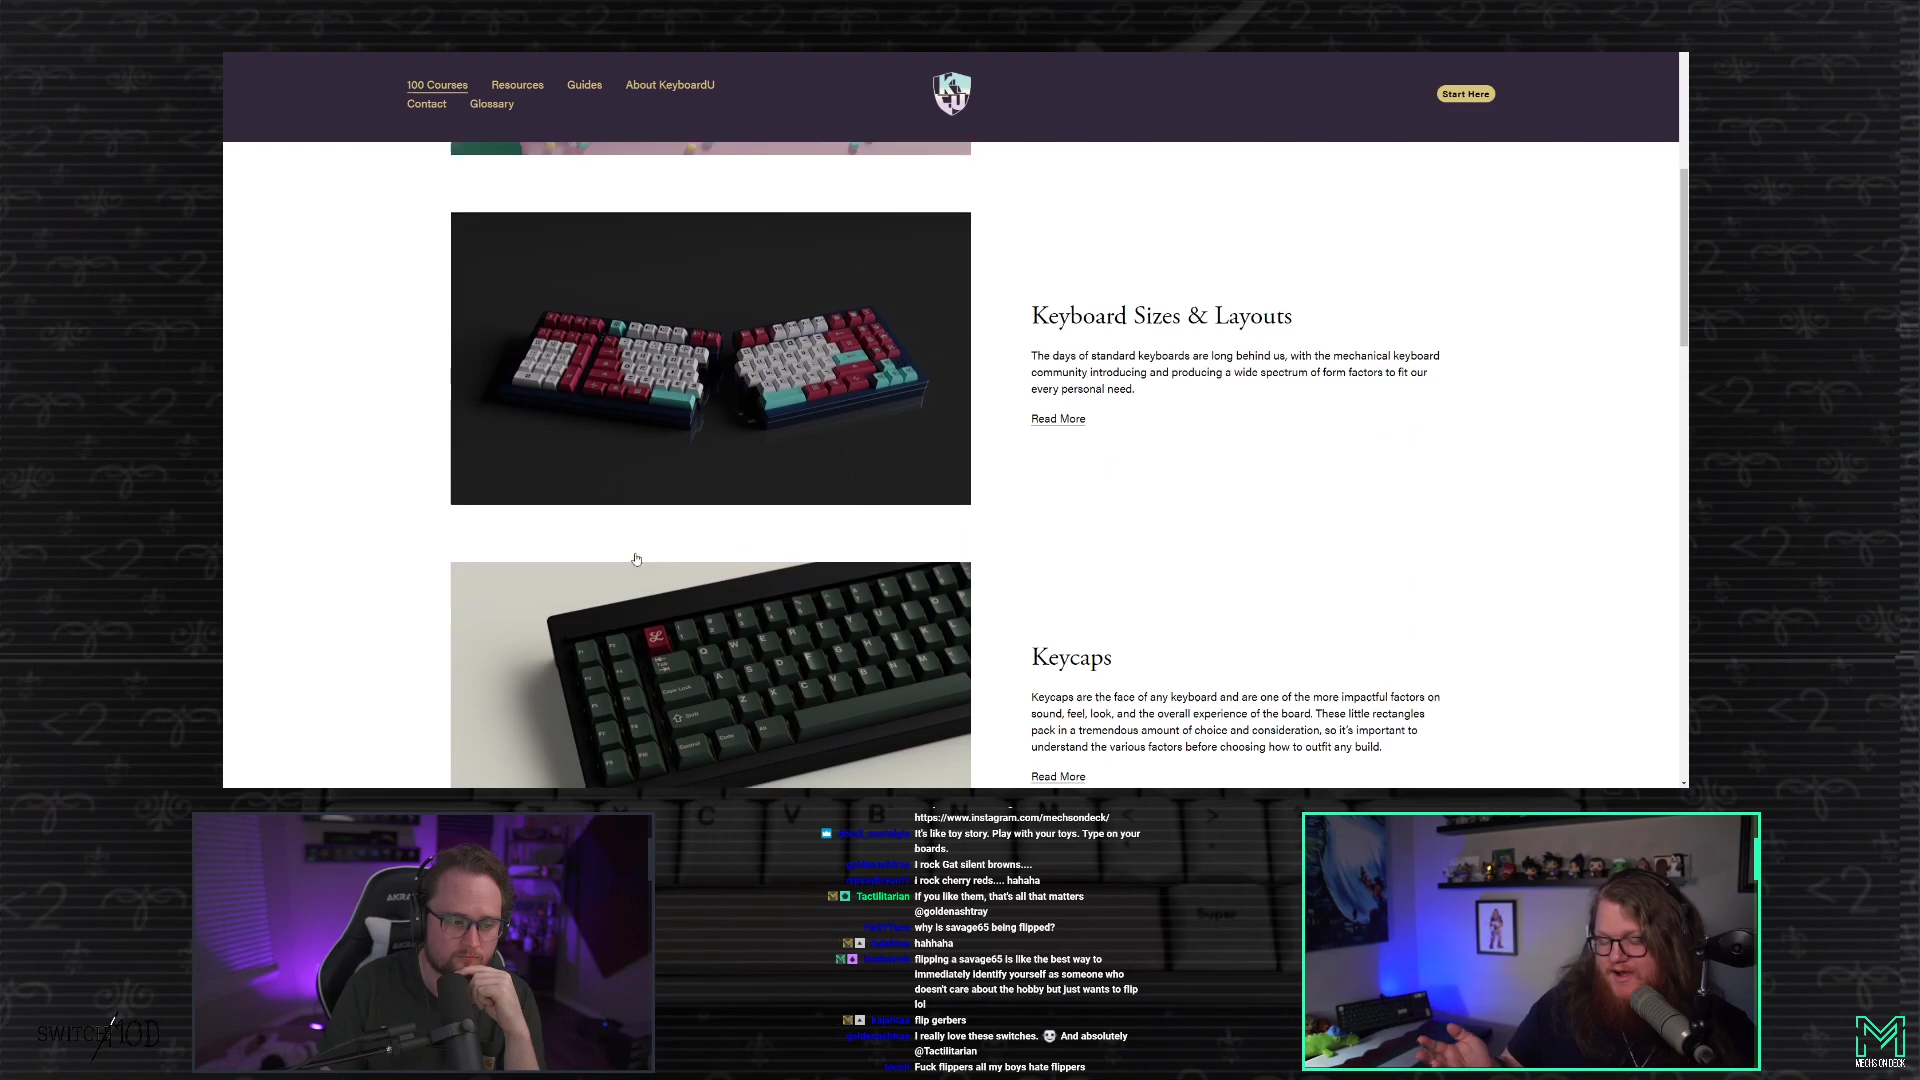 100 Courses Resources Guides About KeyboardU
Contact Glossary
Start Here
Keyboard Sizes & Layouts
The days of standard keyboards are long behind us, with the mechanical keyboard
community introducing and producing a wide spectrum of form factors to fit our
every personal need.
Read More
Keycaps
Keycaps are the face of any keyboard and are one of the more impactful factors on
sound, feel, look, and the overall experience of the board. These little rectangles
pack in a tremendous amount of choice and consideration, so it's important to
understand the various factors before choosing how to outfit any build.
Read More
https://www.instagram.com/mechsondeck/
It's like toy story. Play with your toys. Type on your
boards.
I rock Gat silent browns....
i rock cherry reds.... hahaha
Tactilitarian If you like them, that's all that matters
@goldenashtray
why is savage65 being flipped?
hahhaha
flipping a savage65 is like the best way to
immediately identify yourself as someone who
doesn't care about the hobby but just wants to flip
lol
flip gerbers
I really love these switches. And absolutely
@Tactilitarian
Fuck flippers all my boys hate flippers
SWITCH MOD
MECHS ON DECK